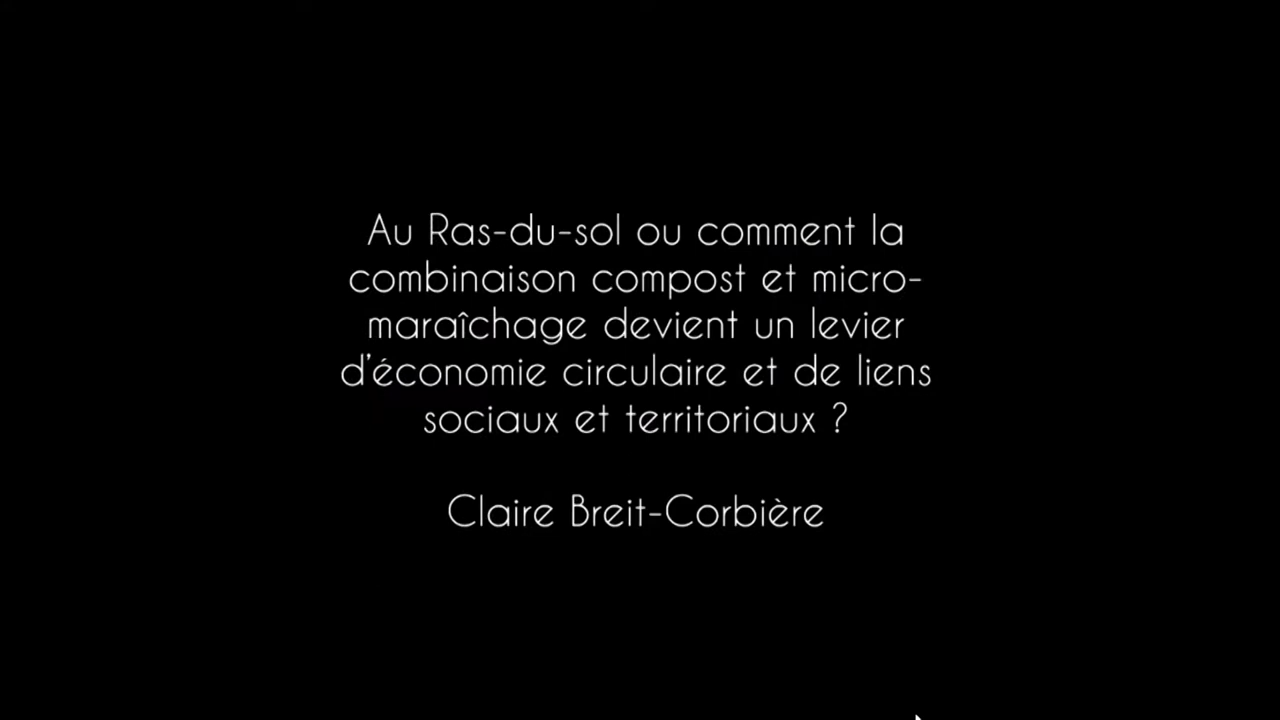 Au Ras-du-sol ou comment la
combinaison compost et micro-
maraîchage devient un levier
d'économie circulaire et de liens
sociaux et territoriaux ?
Claire Breit-Corbière